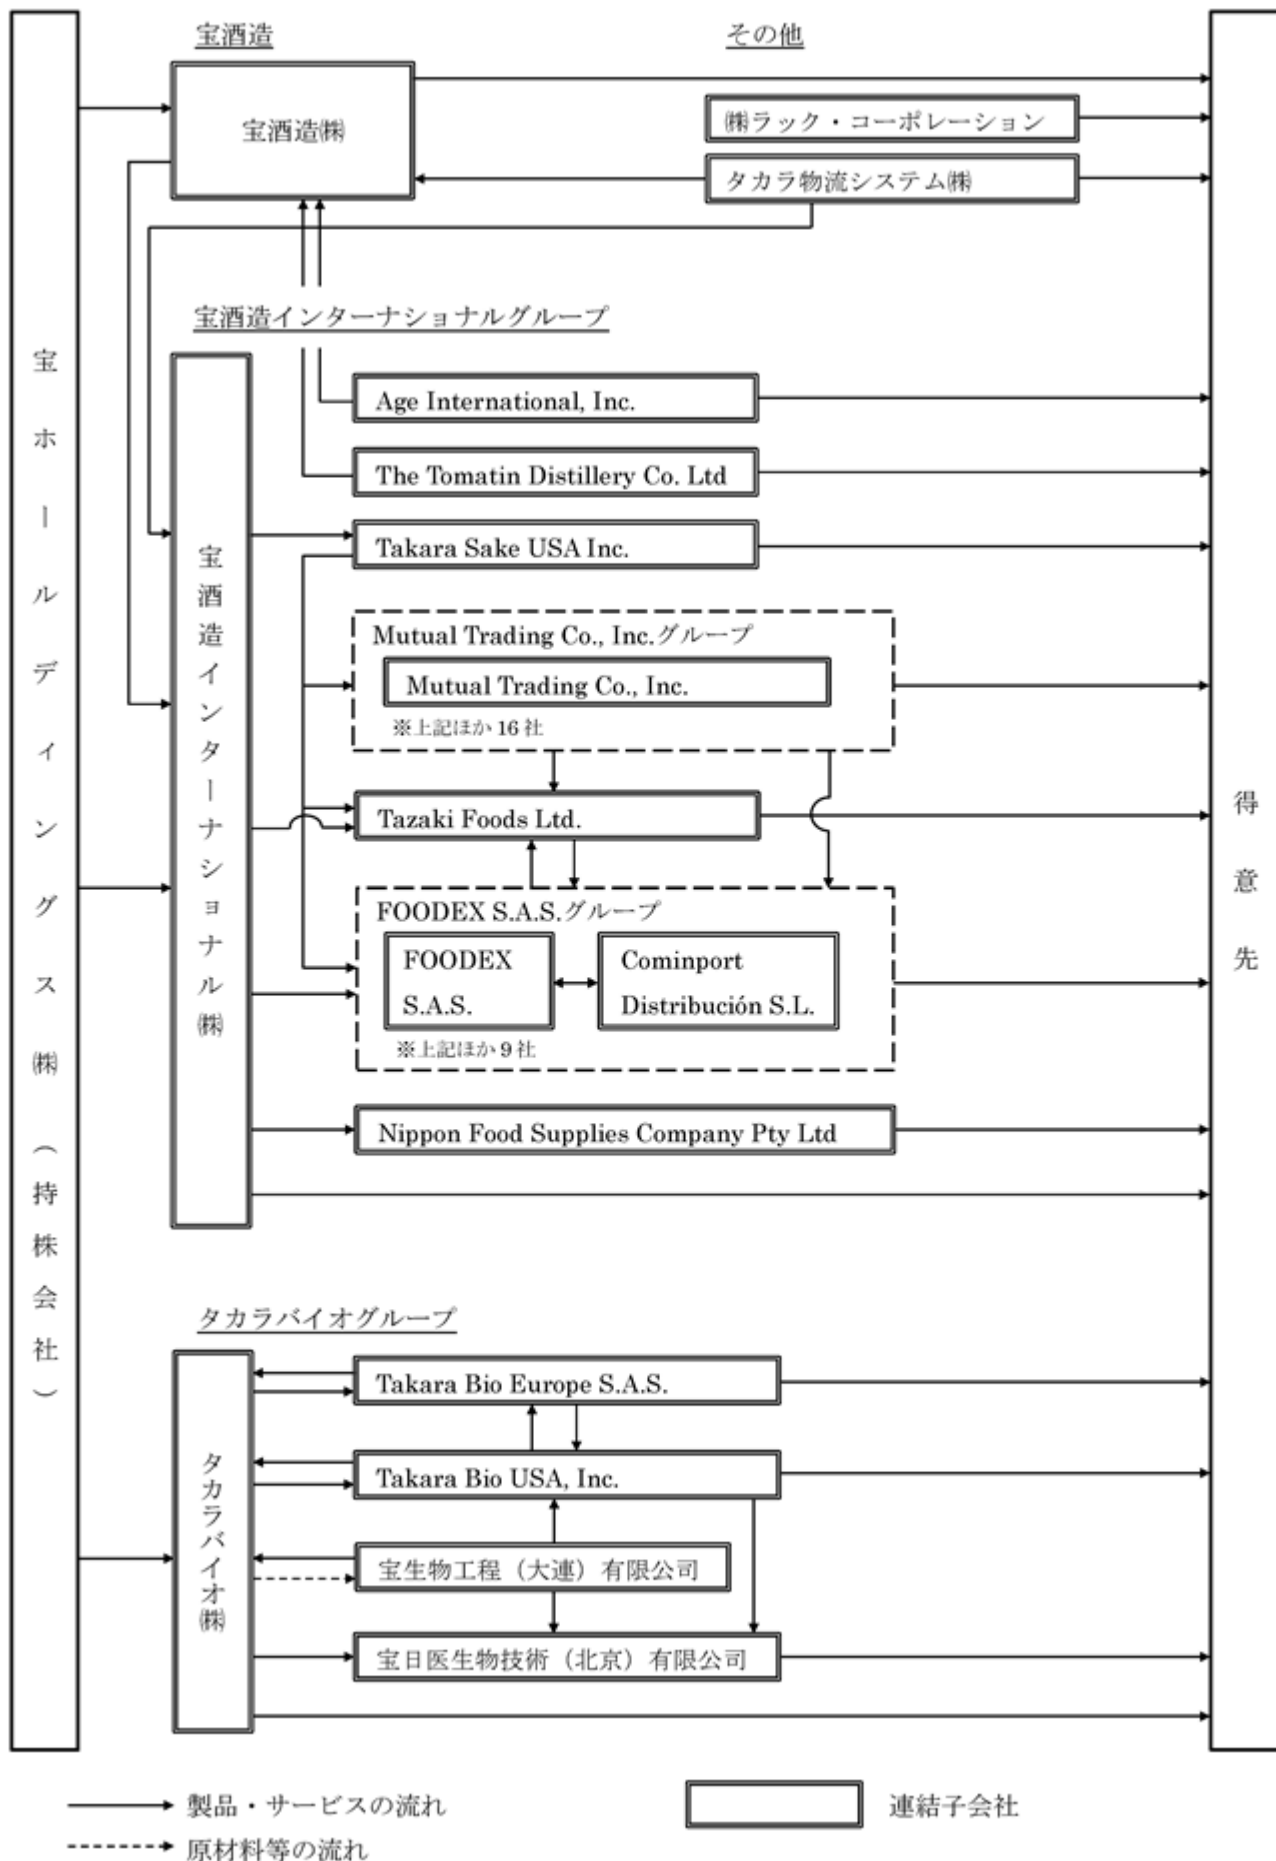 宝酒造
その他
宝酒造㈱
㈱ラック・コーポレーション
タカラ物流システム㈱
宝ホールディングス㈱（持株会社）
宝酒造インターナショナルグループ
宝酒造インターナショナル㈱
Age International, Inc.
The Tomatin Distillery Co. Ltd
Takara Sake USA Inc.
Mutual Trading Co., Inc.グループ
Mutual Trading Co., Inc.
※上記ほか 16 社
Tazaki Foods Ltd.
FOODEX S.A.S.グループ
FOODEX
S.A.S.
Cominport
Distribución S.L.
※上記ほか 9 社
Nippon Food Supplies Company Pty Ltd
得意先
タカラバイオグループ
タカラバイオ㈱
Takara Bio Europe S.A.S.
Takara Bio USA, Inc.
宝生物工程（大連）有限公司
宝日医生物技術（北京）有限公司
製品・サービスの流れ
連結子会社
原材料等の流れ